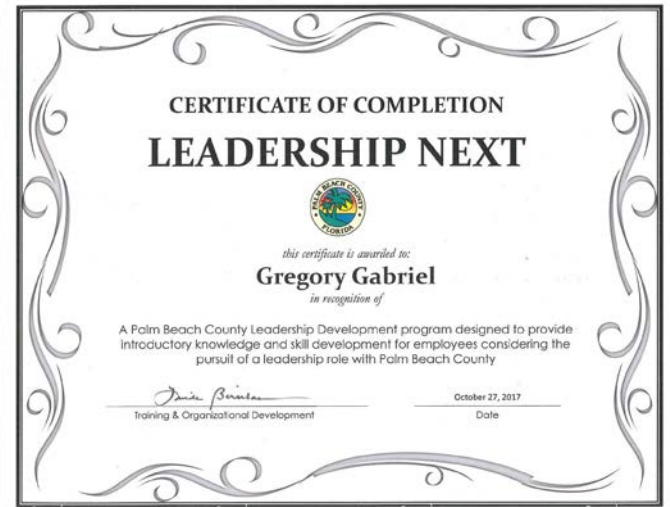 CERTIFICATE OF COMPLETION
LEADERSHIP NEXT
PALM BEACH COUNTY
FLORIDA
this certificate is awarded to:
Gregory Gabriel
in recognition of
A Palm Beach County Leadership Development program designed to provide
introductory knowledge and skill development for employees considering the
pursuit of a leadership role with Palm Beach County
October 27, 2017
Training & Organizational Development
Date